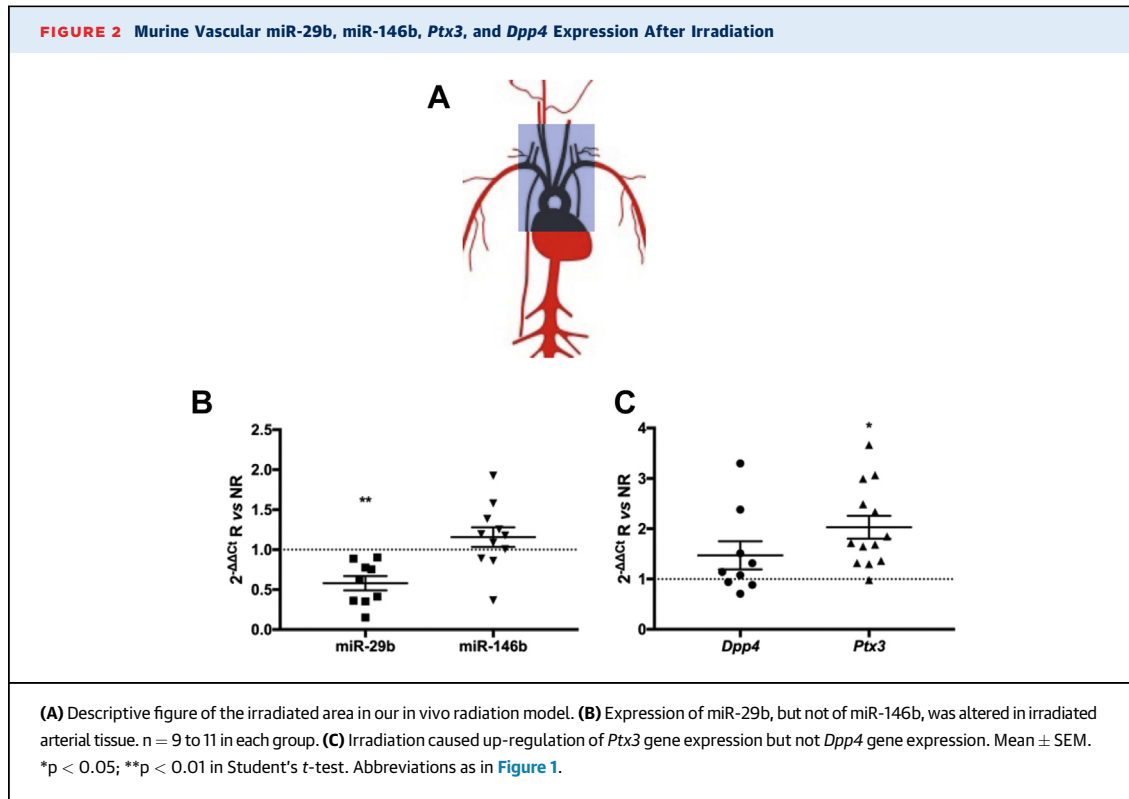 FIGURE 2 Murine Vascular miR-29b, miR-146b, Ptx3, and Dpp4 Expression After Irradiation
A
B
2.5
2.0
1.5
1.0
0.5
0.0
2-ΔΔCt R vs NR
**
miR-29b miR-146b
C
4
3
2
1
0
2-ΔΔCt R vs NR
*
Dpp4 Ptx3
(A) Descriptive figure of the irradiated area in our in vivo radiation model. (B) Expression of miR-29b, but not of miR-146b, was altered in irradiated
arterial tissue. n = 9 to 11 in each group. (C) Irradiation caused up-regulation of Ptx3 gene expression but not Dpp4 gene expression. Mean ± SEM.
*p < 0.05; **p < 0.01 in Student's t-test. Abbreviations as in Figure 1.